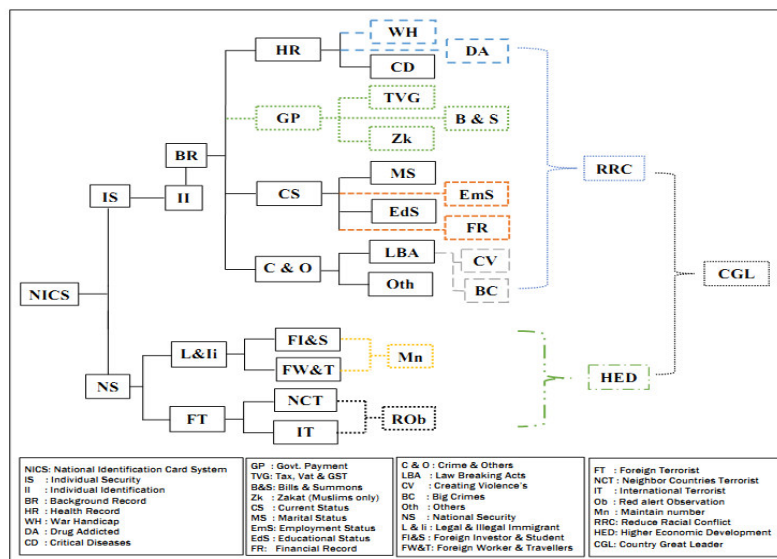 HR
WH
DA
CD
TVG
GP
B & S
Zk
BR
MS
RRC
IS
II
CS
EmS
EdS
FR
LBA
CV
C & O
CGL
Oth
BC
NICS
FI&S
L&Ii
Mn
FW&T
NS
HED
NCT
FT
ROb
IT
NICS: National Identification Card System
IS : Individual Security
II : Individual Identification
BR : Background Record
HR : Health Record
WH : War Handicap
DA : Drug Addicted
CD : Critical Diseases
GP : Govt. Payment
TVG: Tax, Vat & GST
B&S: Bills & Summons
Zk : Zakat (Muslims only)
CS : Current Status
MS : Marital Status
EmS: Employment Status
EdS : Educational Status
FR: Financial Record
C & O : Crime & Others
LBA : Law Breaking Acts
CV : Creating Violence's
BC : Big Crimes
Oth : Others
NS : National Security
L & Ii : Legal & Illegal Immigrant
FI&S : Foreign Investor & Student
FW&T: Foreign Worker & Travellers
FT : Foreign Terrorist
NCT : Neighbor Countries Terrorist
IT : International Terrorist
Ob : Red alert Observation
Mn : Maintain number
RRC: Reduce Racial Conflict
HED: Higher Economic Development
CGL: Country Great Leader